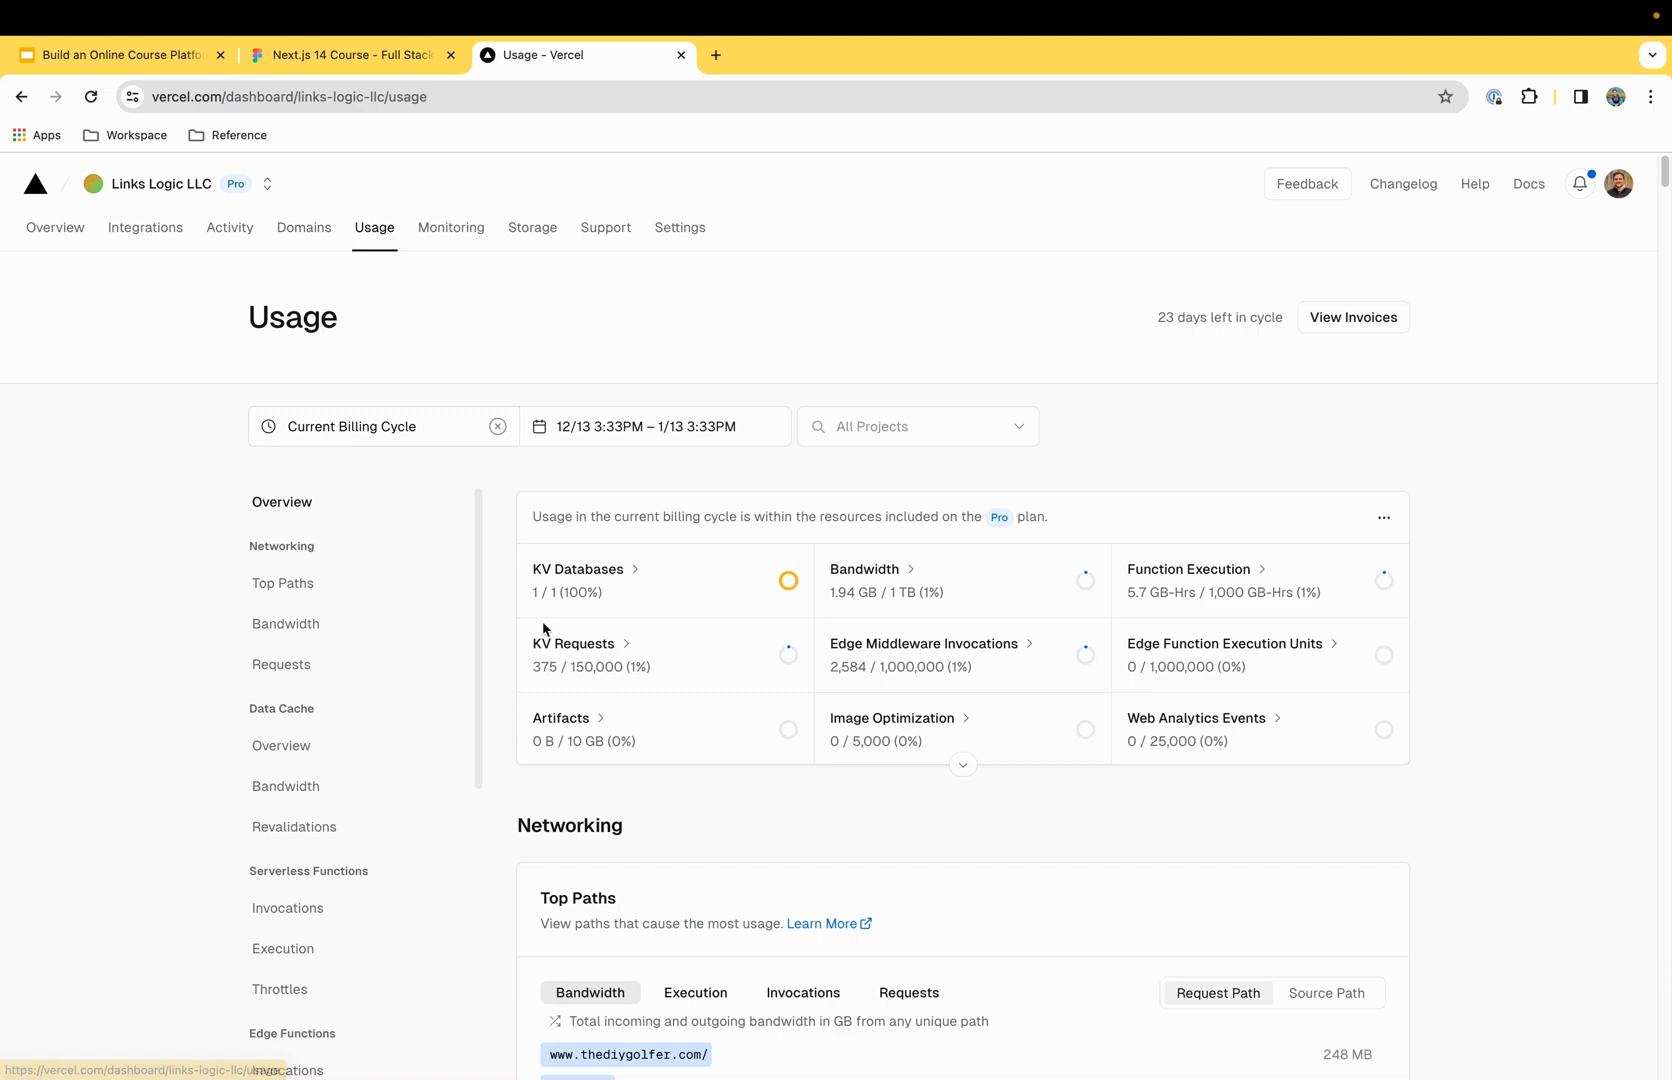 Build an Online Course Platfo
Next.js 14 Course - Full Stack
Usage - Vercel
vercel.com/dashboard/links-logic-llc/usage
Apps
Workspace
Reference
Links Logic LLC
Pro
Feedback
Changelog
Help
Docs
Overview
Integrations
Activity
Domains
Usage
Monitoring
Storage
Support
Settings
Usage
23 days left in cycle
View Invoices
Current Billing Cycle
12/13 3:33PM – 1/13 3:33PM
All Projects
Overview
Networking
Top Paths
Bandwidth
Requests
Data Cache
Overview
Bandwidth
Revalidations
Serverless Functions
Invocations
Execution
Throttles
Edge Functions
Invocations
Usage in the current billing cycle is within the resources included on the Pro plan.
KV Databases
1 / 1 (100%)
Bandwidth
1.94 GB / 1 TB (1%)
Function Execution
5.7 GB-Hrs / 1,000 GB-Hrs (1%)
KV Requests
375 / 150,000 (1%)
Edge Middleware Invocations
2,584 / 1,000,000 (1%)
Edge Function Execution Units
0 / 1,000,000 (0%)
Artifacts
0 B / 10 GB (0%)
Image Optimization
0 / 5,000 (0%)
Web Analytics Events
0 / 25,000 (0%)
Networking
Top Paths
View paths that cause the most usage. Learn More
Bandwidth
Execution
Invocations
Requests
Request Path
Source Path
Total incoming and outgoing bandwidth in GB from any unique path
www.thediygolfer.com/
248 MB
https://vercel.com/dashboard/links-logic-llc/usage